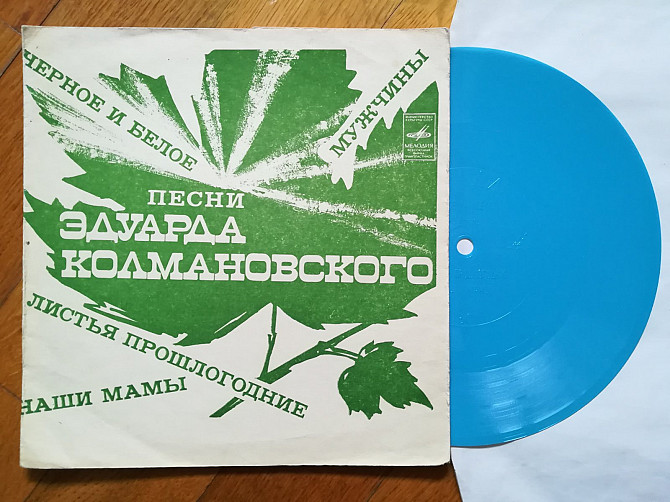 ЧЕРНОЕ И БЕЛОЕ
МУЖЧИНЫ
МЕЛОДИЯ
ПЕСНИ
ЭДУАРДА
КОЛМАНОВСКОГО
ЛИСТЬЯ ПРОШЛОГОДНИЕ
НАШИ МАМЫ